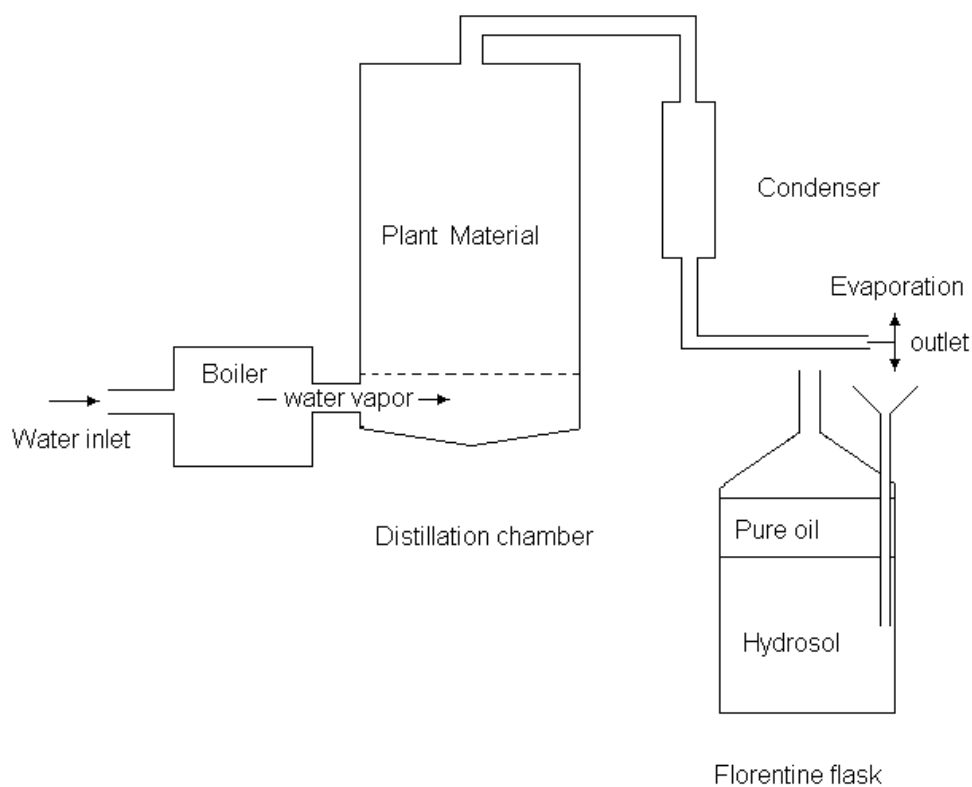 Condenser
Plant Material
Evaporation
outlet
Boiler
water vapor
Water inlet
Distillation chamber
Pure oil
Hydrosol
Florentine flask